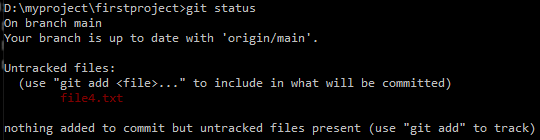 D:\myproject\firstproject>git status
On branch main
Your branch is up to date with 'origin/main'.
Untracked files:
(use "git add <file>..." to include in what will be committed)
file4.txt
nothing added to commit but untracked files present (use "git add" to track)